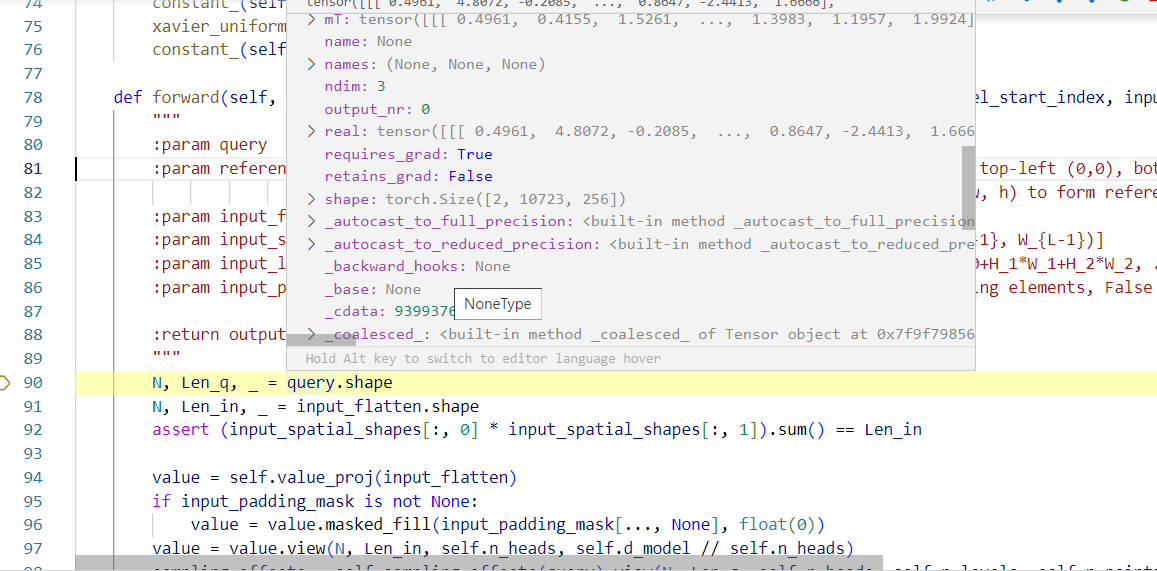 74 constant_(self
tensor([[[ 0.4961, 4.8072, -0.2085, ..., 0.8647, -2.4413, 1.6666],
75 xavier_uniform
mT: tensor([[[ 0.4961, 0.4155, 1.5261, ..., 1.3983, 1.1957, 1.9924]
76 constant_(self
name: None
77
names: (None, None, None)
ndim: 3
78 def forward(self, el_start_index, inpu
output_nr: 0
79 """
real: tensor([[[ 0.4961, 4.8072, -0.2085, ..., 0.8647, -2.4413, 1.666
80 :param query
requires_grad: True
81 :param referen top-left (0,0), bot
retains_grad: False
82 , h) to form refere
shape: torch.Size([2, 10723, 256])
83 :param input_f
_autocast_to_full_precision: <built-in method _autocast_to_full_precision
84 :param input_s -1}, W_{L-1})]
_autocast_to_reduced_precision: <built-in method _autocast_to_reduced_pre
85 :param input_l 0+H_1*W_1+H_2*W_2, .
_backward_hooks: None
86 :param input_p ng elements, False
_base: None
87
_cdata: 9399376
NoneType
88 :return output
_coalesced_: <built-in method _coalesced_ of Tensor object at 0x7f9f79856
89 """
Hold Alt key to switch to editor language hover
90 N, Len_q, _ = query.shape
91 N, Len_in, _ = input_flatten.shape
92 assert (input_spatial_shapes[:, 0] * input_spatial_shapes[:, 1]).sum() == Len_in
93
94 value = self.value_proj(input_flatten)
95 if input_padding_mask is not None:
96 value = value.masked_fill(input_padding_mask[..., None], float(0))
97 value = value.view(N, Len_in, self.n_heads, self.d_model // self.n_heads)